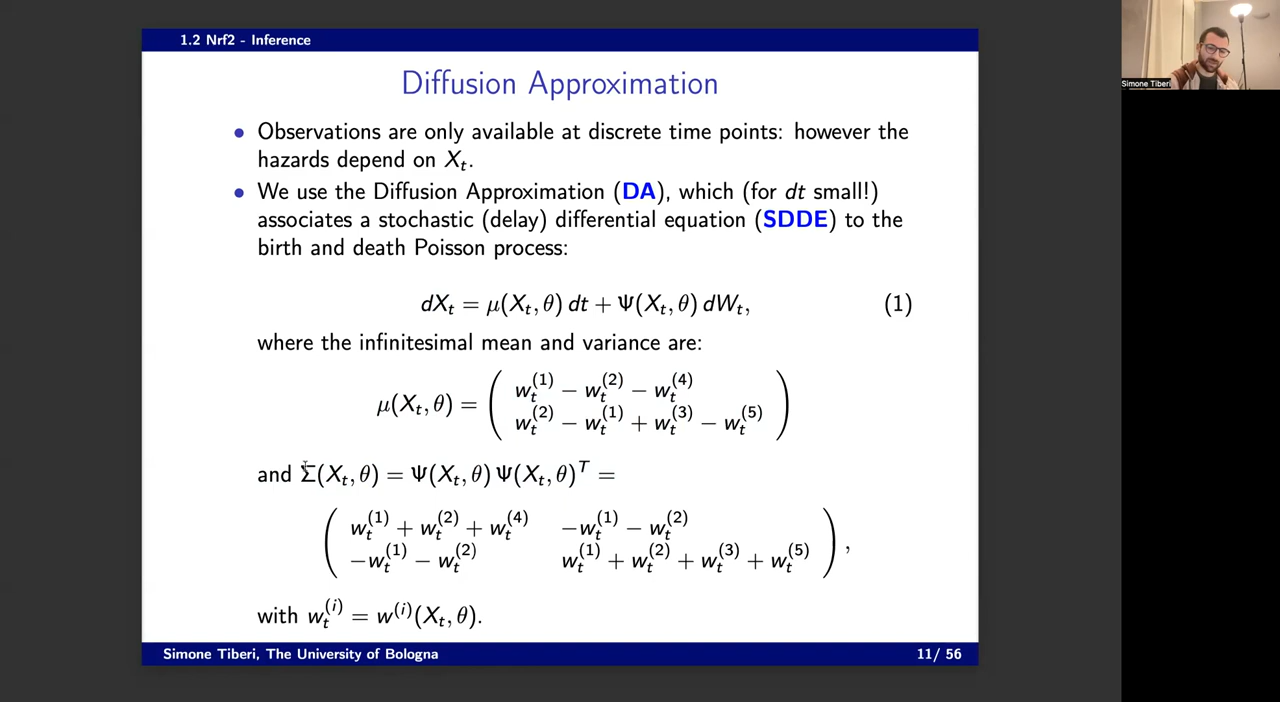 1.2 Nrf2 - Inference
Diffusion Approximation
• Observations are only available at discrete time points: however the
hazards depend on X_t.
• We use the Diffusion Approximation (DA), which (for dt small!)
associates a stochastic (delay) differential equation (SDDE) to the
birth and death Poisson process:
dX_t = μ(X_t, θ) dt + Ψ(X_t, θ) dW_t, (1)
where the infinitesimal mean and variance are:
μ(X_t, θ) = ( w_t^(1) − w_t^(2) − w_t^(4)
w_t^(2) − w_t^(1) + w_t^(3) − w_t^(5) )
and Σ(X_t, θ) = Ψ(X_t, θ) Ψ(X_t, θ)^T =
( w_t^(1) + w_t^(2) + w_t^(4) −w_t^(1) − w_t^(2)
−w_t^(1) − w_t^(2) w_t^(1) + w_t^(2) + w_t^(3) + w_t^(5) ),
with w_t^(i) = w^(i)(X_t, θ).
Simone Tiberi, The University of Bologna 11/ 56
Simone Tiberi